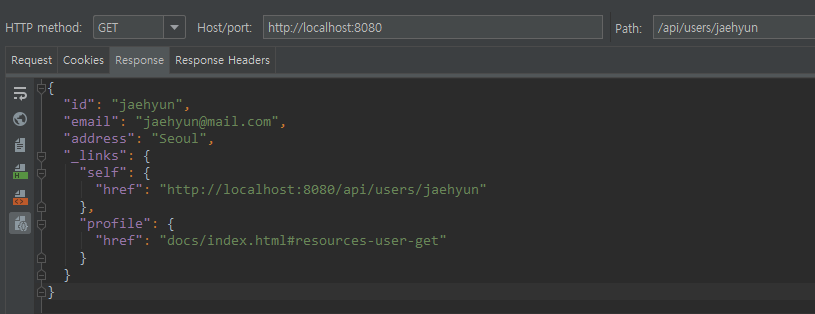 HTTP method: GET Host/port: http://localhost:8080 Path: /api/users/jaehyun
Request Cookies Response Response Headers
{
  "id": "jaehyun",
  "email": "jaehyun@mail.com",
  "address": "Seoul",
  "_links": {
    "self": {
      "href": "http://localhost:8080/api/users/jaehyun"
    },
    "profile": {
      "href": "docs/index.html#resources-user-get"
    }
  }
}